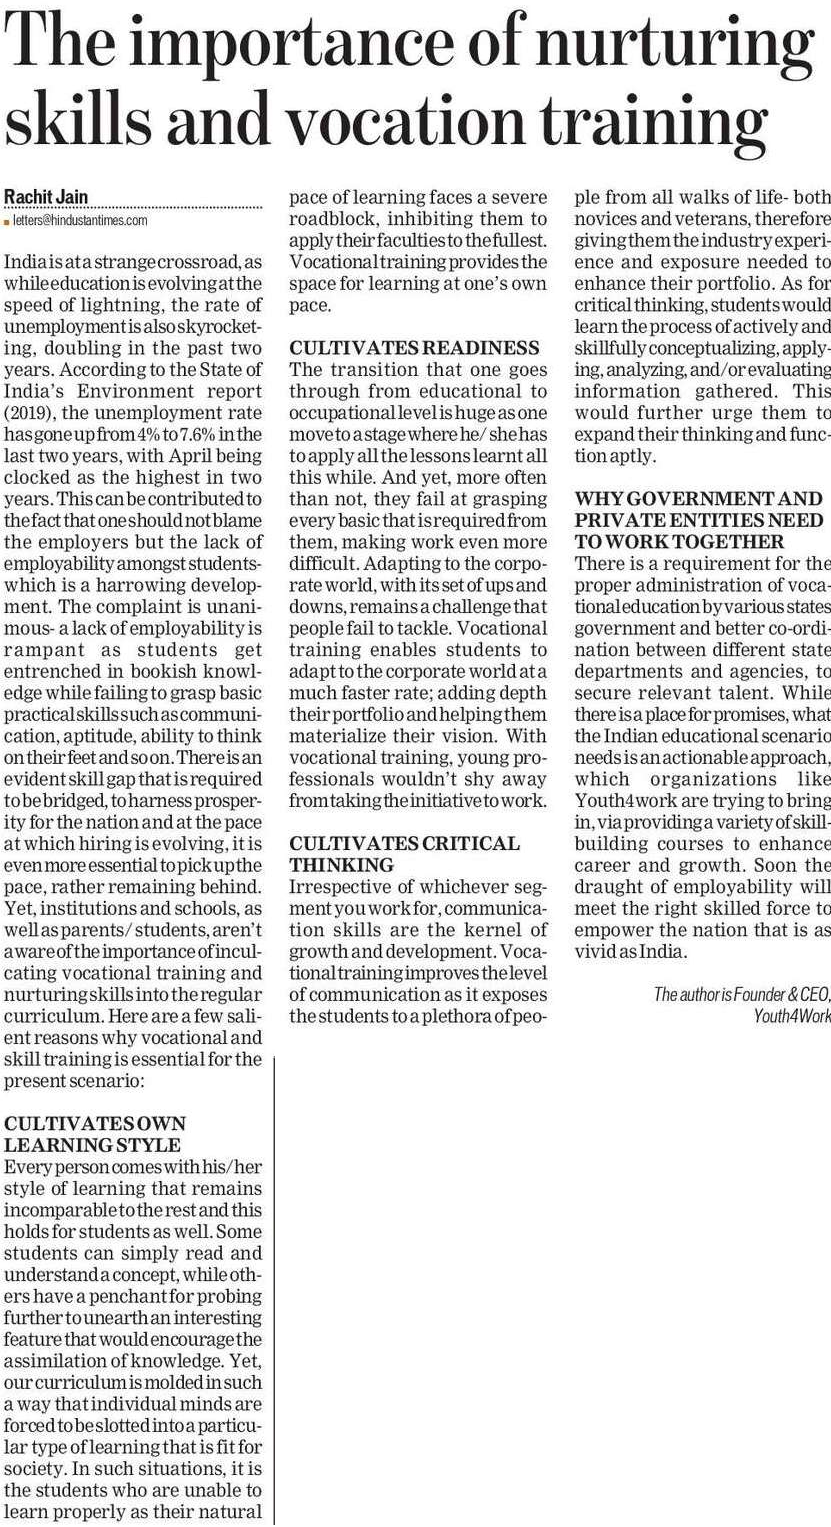 The importance of nurturing
skills and vocation training
Rachit Jain
letters@hindustantimes.com
India is at a strange crossroad, as
while education is evolving at the
speed of lightning, the rate of
unemployment is also skyrocket-
ing, doubling in the past two
years. According to the State of
India's Environment report
(2019), the unemployment rate
has gone up from 4% to 7.6% in the
last two years, with April being
clocked as the highest in two
years. This can be contributed to
the fact that one should not blame
the employers but the lack of
employability amongst students-
which is a harrowing develop-
ment. The complaint is unani-
mous- a lack of employability is
rampant as students get
entrenched in bookish knowl-
edge while failing to grasp basic
practical skills such as communi-
cation, aptitude, ability to think
on their feet and so on. There is an
evident skill gap that is required
to be bridged, to harness prosper-
ity for the nation and at the pace
at which hiring is evolving, it is
even more essential to pick up the
pace, rather remaining behind.
Yet, institutions and schools, as
well as parents/ students, aren't
aware of the importance of incul-
cating vocational training and
nurturing skills into the regular
curriculum. Here are a few sali-
ent reasons why vocational and
skill training is essential for the
present scenario:
CULTIVATES OWN
LEARNING STYLE
Every person comes with his/her
style of learning that remains
incomparable to the rest and this
holds for students as well. Some
students can simply read and
understand a concept, while oth-
ers have a penchant for probing
further to unearth an interesting
feature that would encourage the
assimilation of knowledge. Yet,
our curriculum is molded in such
a way that individual minds are
forced to be slotted into a particu-
lar type of learning that is fit for
society. In such situations, it is
the students who are unable to
learn properly as their natural
pace of learning faces a severe
roadblock, inhibiting them to
apply their faculties to the fullest.
Vocational training provides the
space for learning at one's own
pace.
CULTIVATES READINESS
The transition that one goes
through from educational to
occupational level is huge as one
move to a stage where he/ she has
to apply all the lessons learnt all
this while. And yet, more often
than not, they fail at grasping
every basic that is required from
them, making work even more
difficult. Adapting to the corpo-
rate world, with its set of ups and
downs, remains a challenge that
people fail to tackle. Vocational
training enables students to
adapt to the corporate world at a
much faster rate; adding depth
their portfolio and helping them
materialize their vision. With
vocational training, young pro-
fessionals wouldn't shy away
from taking the initiative to work.
CULTIVATES CRITICAL
THINKING
Irrespective of whichever seg-
ment you work for, communica-
tion skills are the kernel of
growth and development. Voca-
tional training improves the level
of communication as it exposes
the students to a plethora of peo-
ple from all walks of life- both
novices and veterans, therefore
giving them the industry experi-
ence and exposure needed to
enhance their portfolio. As for
critical thinking, students would
learn the process of actively and
skillfully conceptualizing, apply-
ing, analyzing, and/or evaluating
information gathered. This
would further urge them to
expand their thinking and func-
tion aptly.
WHY GOVERNMENT AND
PRIVATE ENTITIES NEED
TO WORK TOGETHER
There is a requirement for the
proper administration of voca-
tional education by various states
government and better co-ordi-
nation between different state
departments and agencies, to
secure relevant talent. While
there is a place for promises, what
the Indian educational scenario
needs is an actionable approach,
which organizations like
Youth4work are trying to bring
in, via providing a variety of skill-
building courses to enhance
career and growth. Soon the
draught of employability will
meet the right skilled force to
empower the nation that is as
vivid as India.
The author is Founder & CEO,
Youth4Work